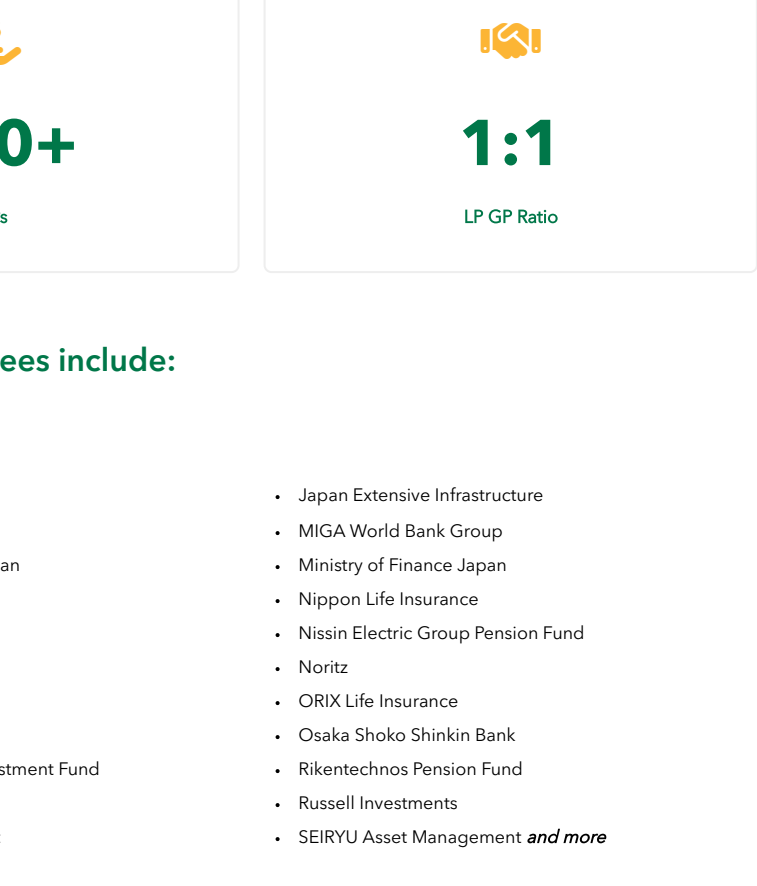 0+
1:1
s
LP GP Ratio
ees include:
• Japan Extensive Infrastructure
• MIGA World Bank Group
an
• Ministry of Finance Japan
• Nippon Life Insurance
• Nissin Electric Group Pension Fund
• Noritz
• ORIX Life Insurance
• Osaka Shoko Shinkin Bank
stment Fund
• Rikentechnos Pension Fund
• Russell Investments
• SEIRYU Asset Management and more